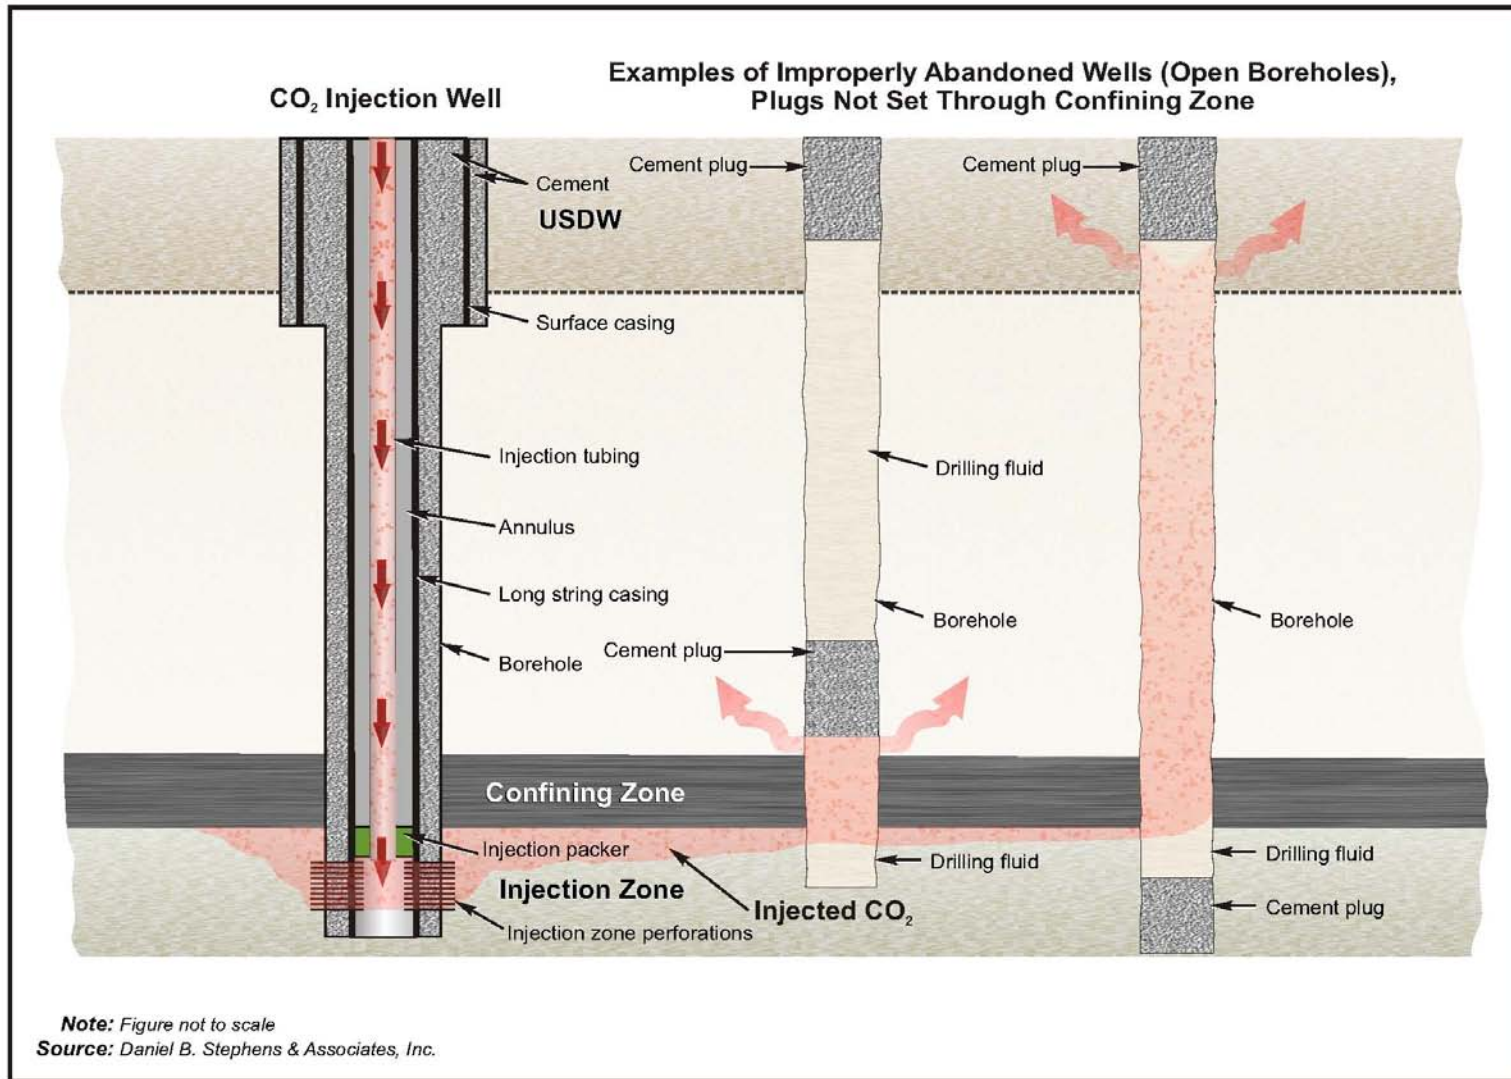 Examples of Improperly Abandoned Wells (Open Boreholes),
Plugs Not Set Through Confining Zone
CO₂ Injection Well
Cement plug
Cement plug
Cement
USDW
Surface casing
Injection tubing
Drilling fluid
Annulus
Long string casing
Borehole
Borehole
Cement plug
Borehole
Confining Zone
Injection packer
Drilling fluid
Drilling fluid
Injection Zone
Injected CO₂
Cement plug
Injection zone perforations
Note: Figure not to scale
Source: Daniel B. Stephens & Associates, Inc.